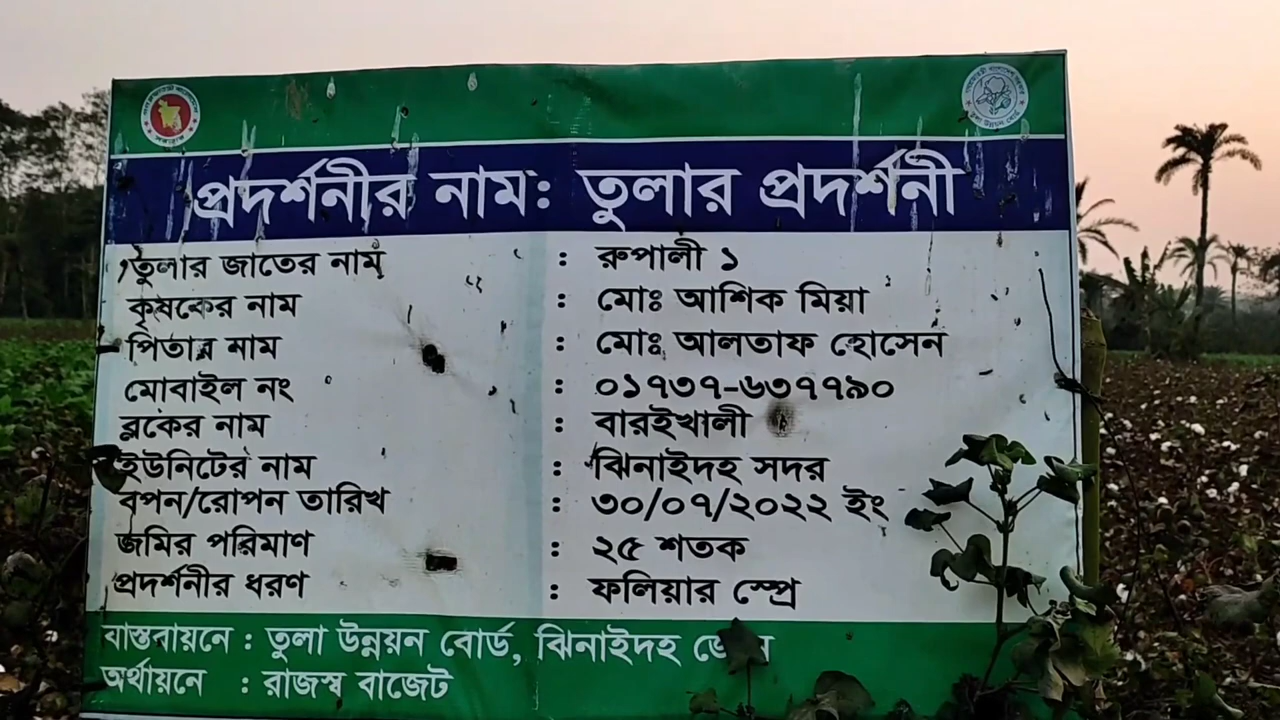 প্রদর্শনীর নাম: তুলার প্রদর্শনী
তুলার জাতের নাম : রুপালী ১
কৃষকের নাম : মোঃ আশিক মিয়া
পিতার নাম : মোঃ আলতাফ হোসেন
মোবাইল নং : ০১৭৩৭-৬৩৭৭৯০
ব্লকের নাম : বারইখালী
ইউনিটের নাম : ঝিনাইদহ সদর
বপন/রোপন তারিখ : ৩০/০৭/২০২২ ইং
জমির পরিমাণ : ২৫ শতক
প্রদর্শনীর ধরণ : ফলিয়ার স্প্রে
বাস্তবায়নে : তুলা উন্নয়ন বোর্ড, ঝিনাইদহ
অর্থায়নে : রাজস্ব বাজেট